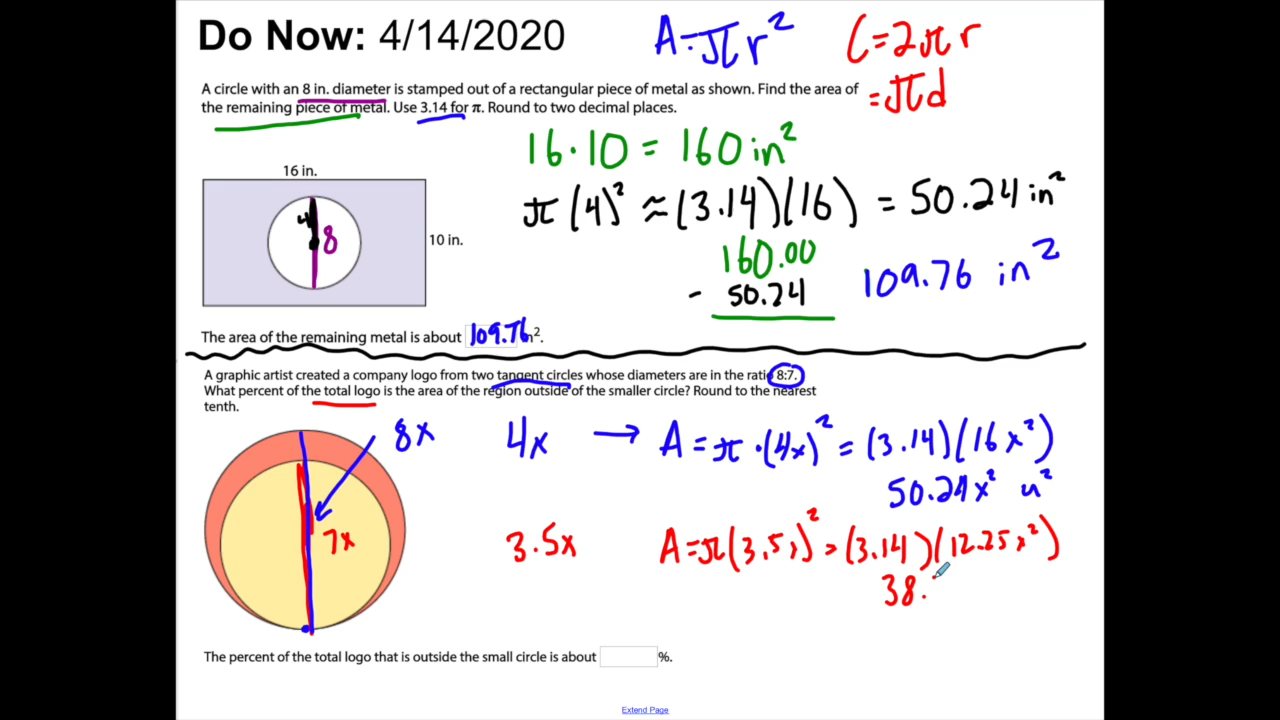 Do Now: 4/14/2020
A=πr²
C=2πr
=πd
A circle with an 8 in. diameter is stamped out of a rectangular piece of metal as shown. Find the area of
the remaining piece of metal. Use 3.14 for π. Round to two decimal places.
16·10 = 160 in²
16 in.
π(4)² ≈ (3.14)(16) = 50.24 in²
4
8
10 in.
160.00
- 50.24
109.76 in²
The area of the remaining metal is about 109.76 in².
A graphic artist created a company logo from two tangent circles whose diameters are in the ratio 8:7.
What percent of the total logo is the area of the region outside of the smaller circle? Round to the nearest
tenth.
8x
4x → A = π·(4x)² = (3.14)(16x²)
50.24x² u²
7x
3.5x
A=π(3.5x)² = (3.14)(12.25x²)
38.
The percent of the total logo that is outside the small circle is about %.
Extend Page